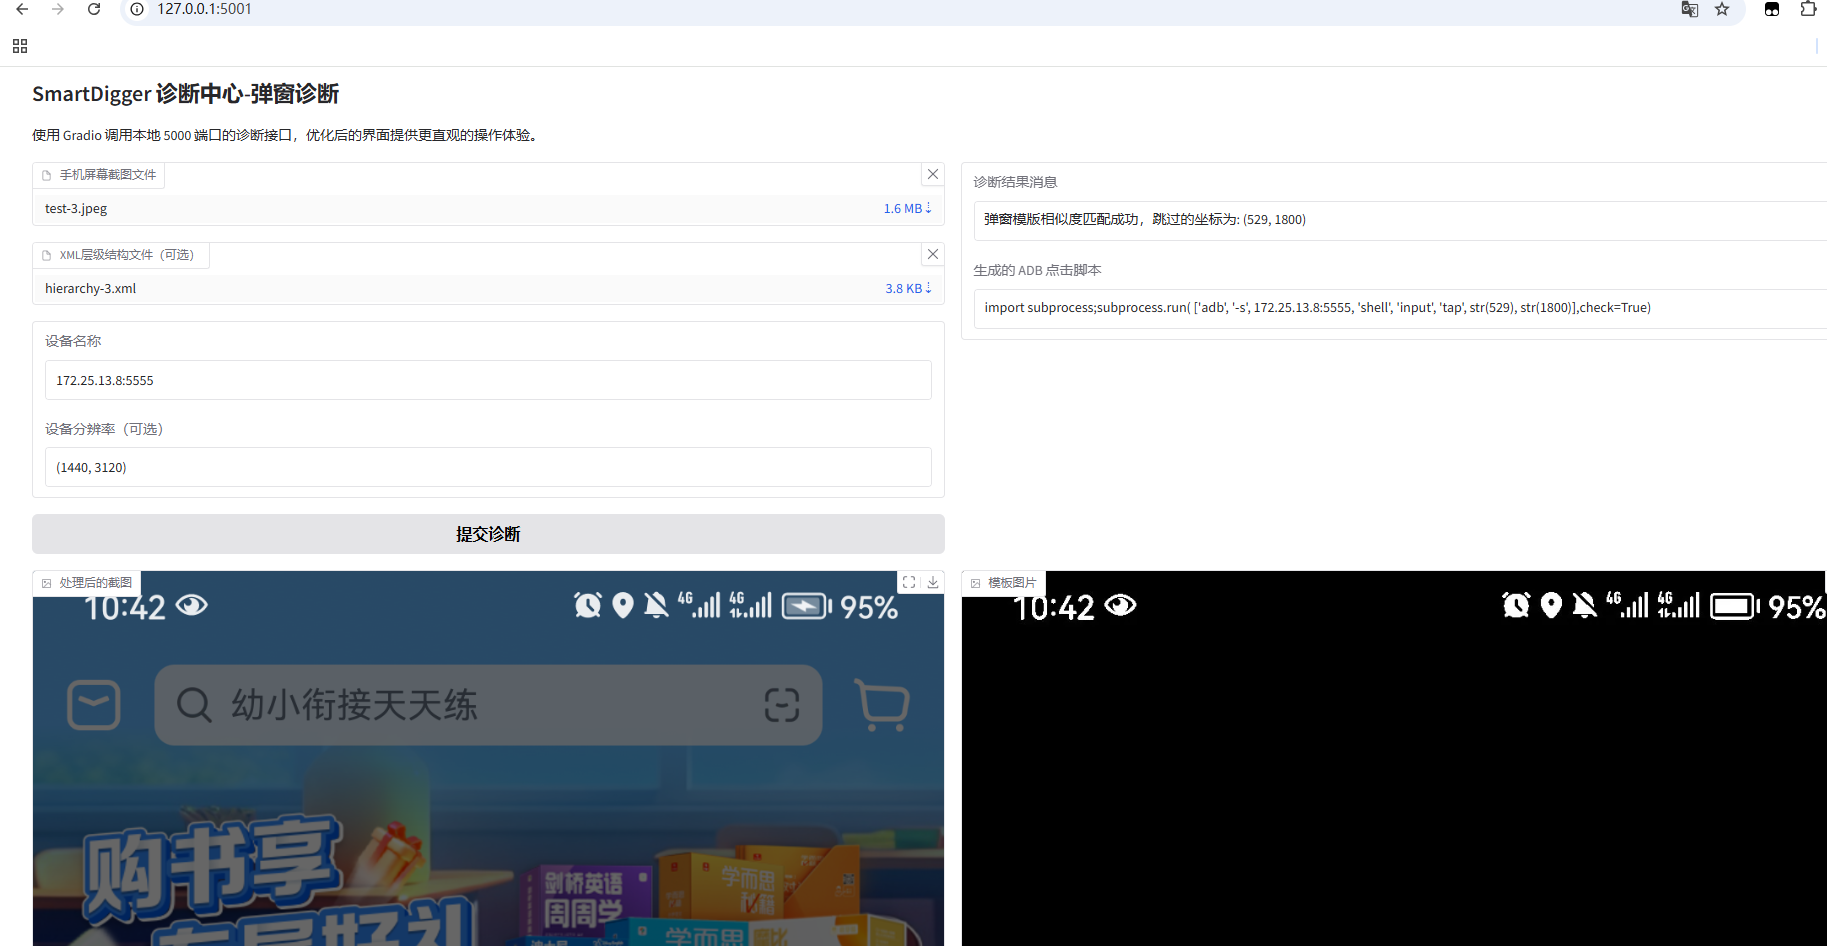 127.0.0.1:5001
SmartDigger 诊断中心-弹窗诊断
使用 Gradio 调用本地 5000 端口的诊断接口，优化后的界面提供更直观的操作体验。
手机屏幕截图文件
test-3.jpeg
1.6 MB⇣
XML层级结构文件（可选）
hierarchy-3.xml
3.8 KB⇣
设备名称
172.25.13.8:5555
设备分辨率（可选）
(1440, 3120)
提交诊断
诊断结果消息
弹窗模版相似度匹配成功，跳过的坐标为: (529, 1800)
生成的 ADB 点击脚本
import subprocess;subprocess.run( ['adb', '-s', 172.25.13.8:5555, 'shell', 'input', 'tap', str(529), str(1800)],check=True)
处理后的截图
10:42
4G
4G
95%
幼小衔接天天练
购书享
剑桥英语
周周学
学而思
秘籍
学而思
模板图片
10:42
4G
4G
95%